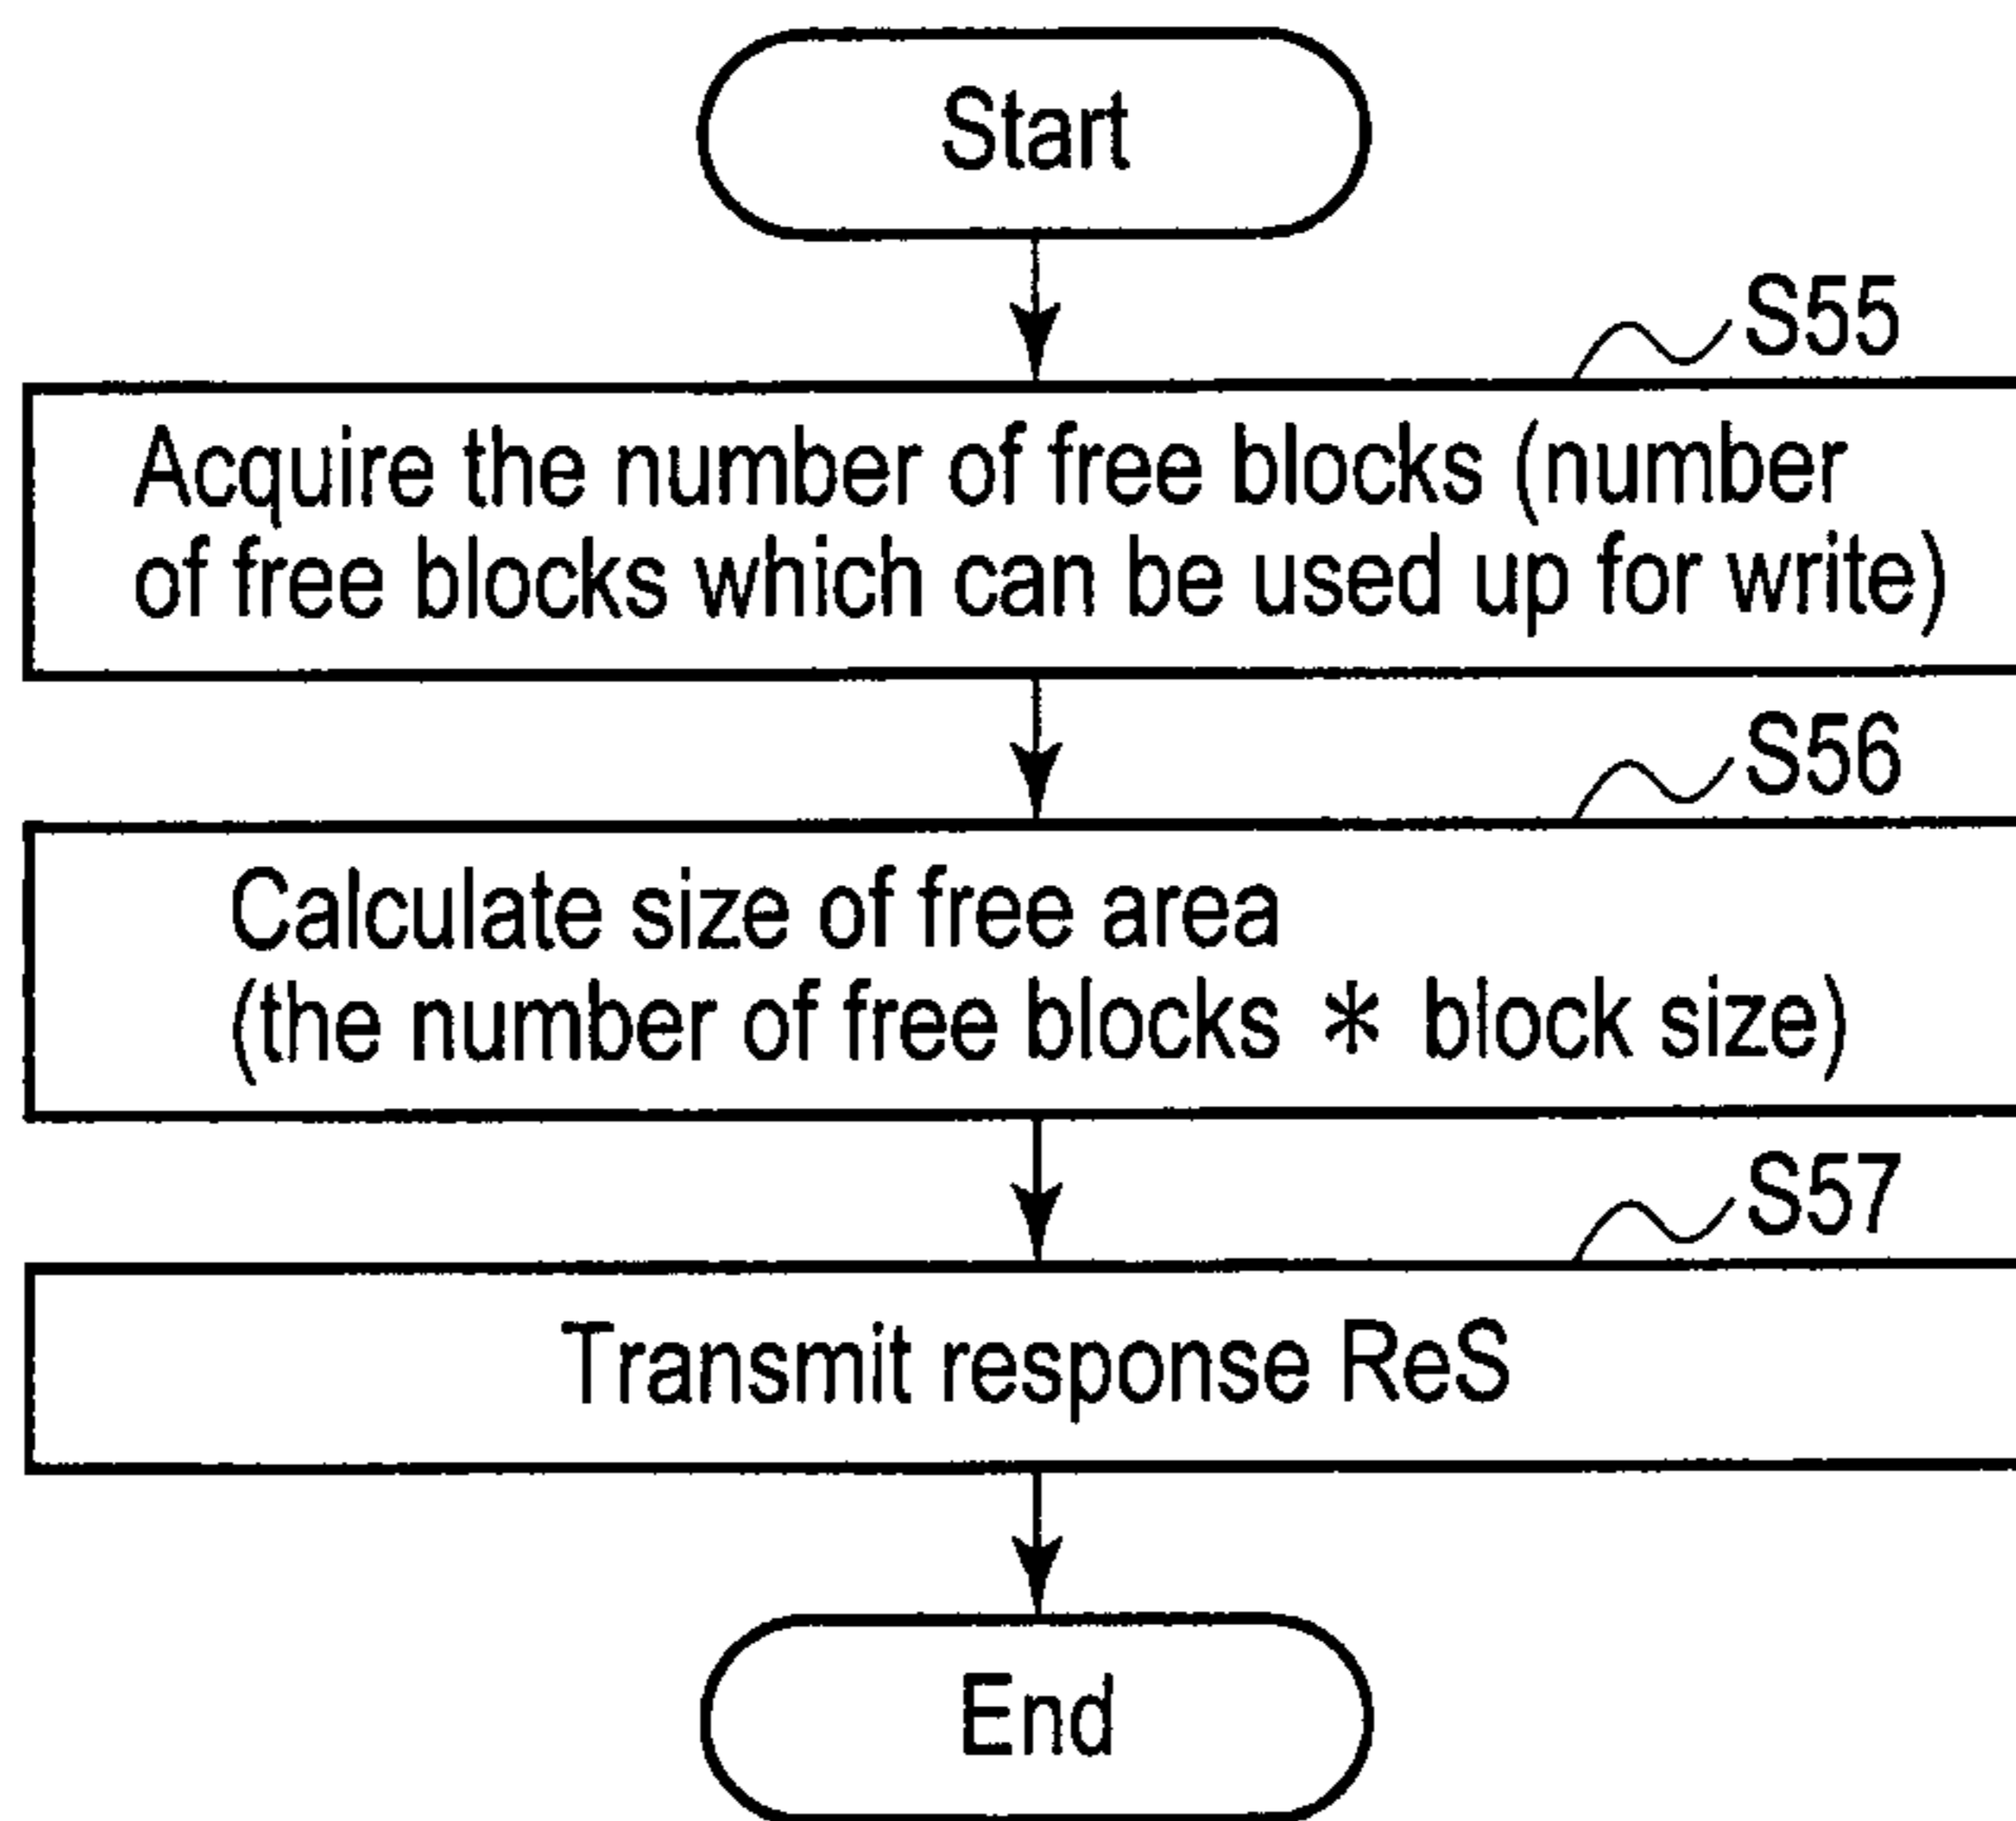 Start
S55
Acquire the number of free blocks (number
of free blocks which can be used up for write)
S56
Calculate size of free area
(the number of free blocks * block size)
S57
Transmit response ReS
End